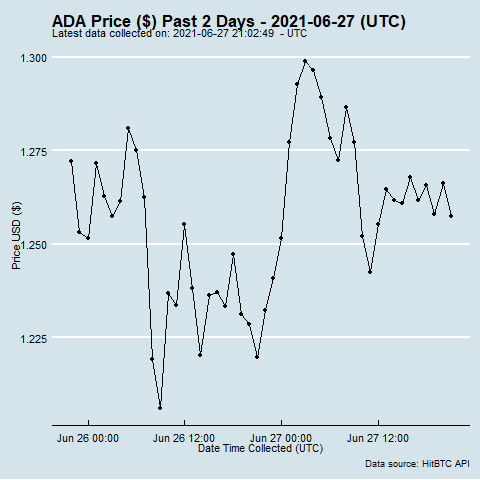 ADA Price ($) Past 2 Days - 2021-06-27 (UTC)
Latest data collected on: 2021-06-27 21:02:49 - UTC
1.300
1.275
1.250
1.225
Price USD ($)
Jun 26 00:00 Jun 26 12:00 Jun 27 00:00 Jun 27 12:00
Date Time Collected (UTC)
Data source: HitBTC API